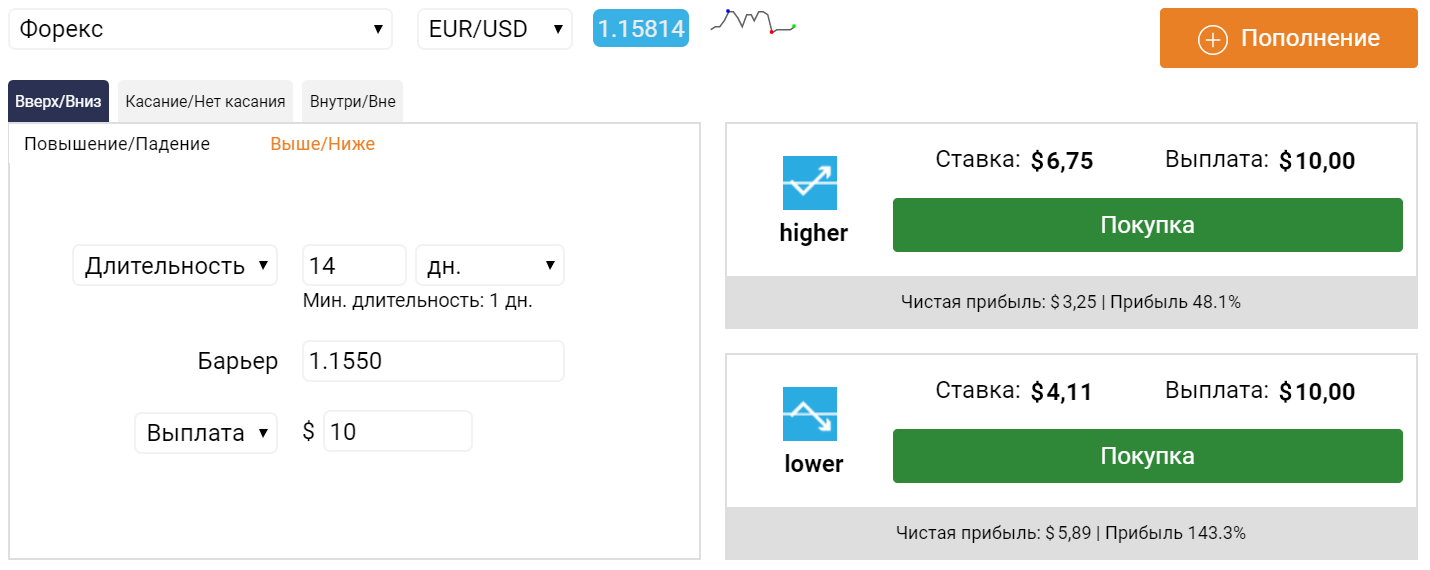 Форекс EUR/USD 1.15814 Пополнение
Вверх/Вниз Касание/Нет касания Внутри/Вне
Повышение/Падение Выше/Ниже
Длительность 14 дн.
Мин. длительность: 1 дн.
Барьер 1.1550
Выплата $ 10
Ставка: $6,75 Выплата: $10,00
Покупка
higher
Чистая прибыль: $3,25 | Прибыль 48.1%
Ставка: $4,11 Выплата: $10,00
Покупка
lower
Чистая прибыль: $5,89 | Прибыль 143.3%